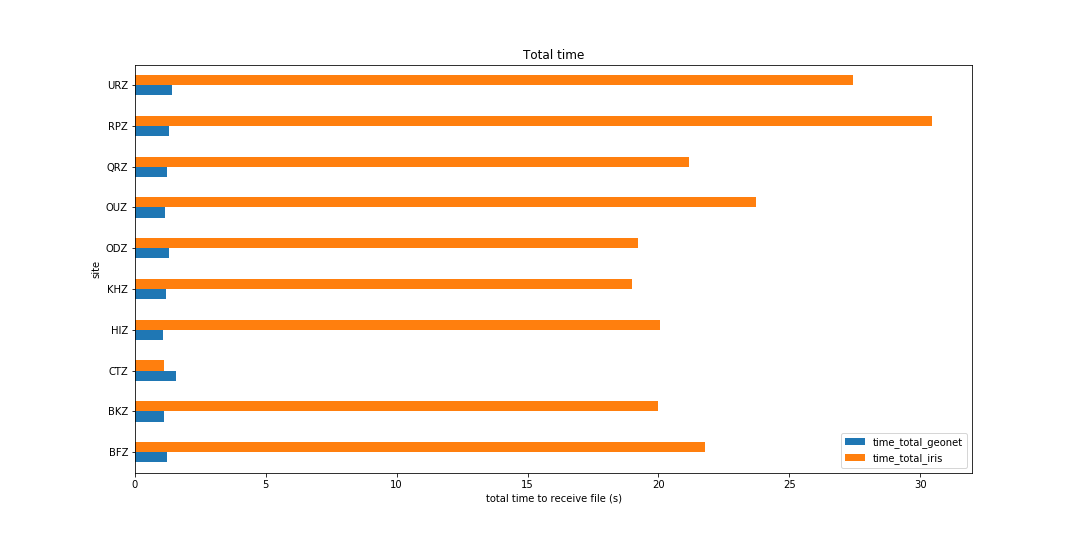 Total time
URZ
RPZ
QRZ
OUZ
ODZ
KHZ
HIZ
CTZ
BKZ
BFZ
site
time_total_geonet
time_total_iris
0 5 10 15 20 25 30
total time to receive file (s)